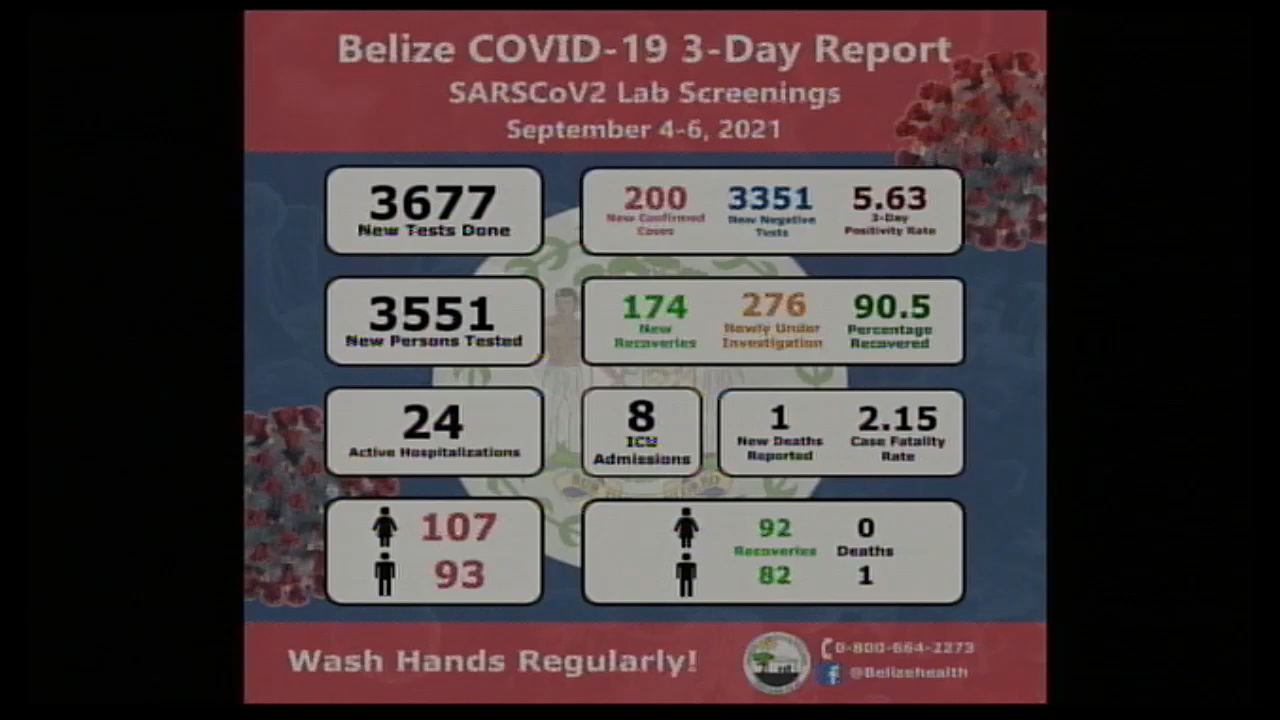 Belize COVID-19 3-Day Report
SARSCoV2 Lab Screenings
September 4-6, 2021
3677
New Tests Done
200
New Confirmed
Cases
3351
New Negative
Tests
5.63
3-Day
Positivity Rate
3551
New Persons Tested
174
New
Recoveries
276
Newly Under
Investigation
90.5
Percentage
Recovered
24
Active Hospitalizations
8
ICU
Admissions
1
New Deaths
Reported
2.15
Case Fatality
Rate
107
93
92
Recoveries
82
0
Deaths
1
Wash Hands Regularly!
0-800-664-2273
@Belizehealth